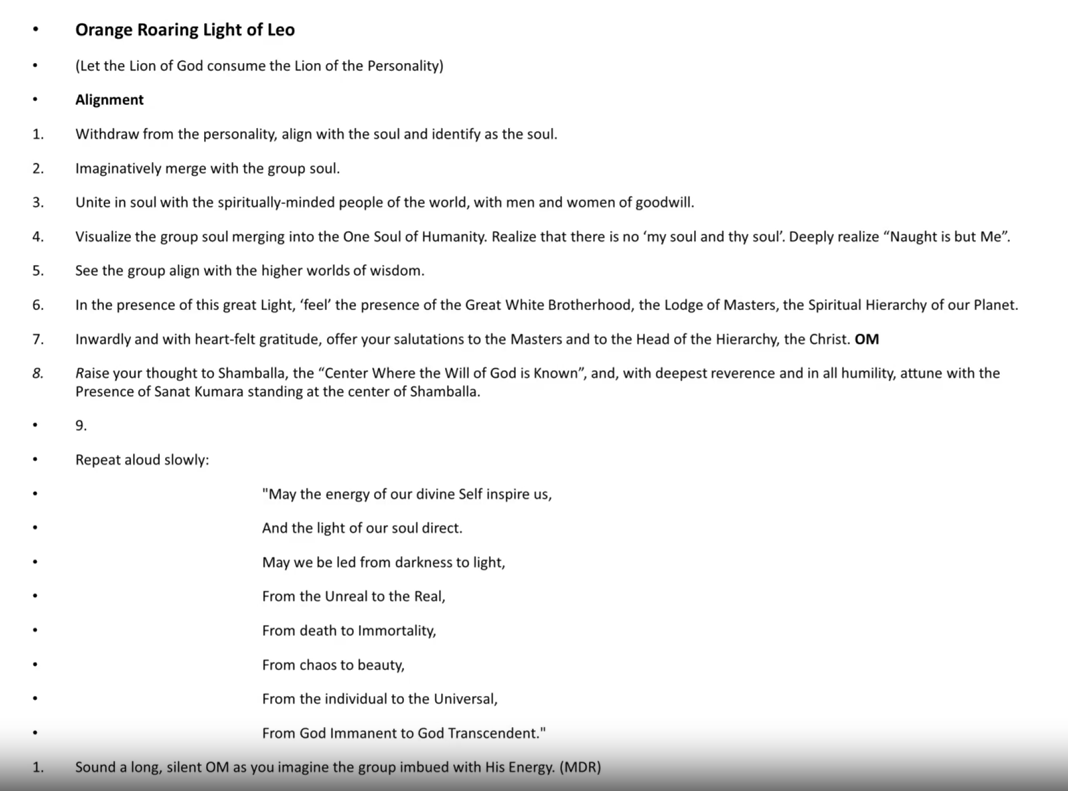 • Orange Roaring Light of Leo
• (Let the Lion of God consume the Lion of the Personality)
• Alignment
1. Withdraw from the personality, align with the soul and identify as the soul.
2. Imaginatively merge with the group soul.
3. Unite in soul with the spiritually-minded people of the world, with men and women of goodwill.
4. Visualize the group soul merging into the One Soul of Humanity. Realize that there is no ‘my soul and thy soul’. Deeply realize “Naught is but Me”.
5. See the group align with the higher worlds of wisdom.
6. In the presence of this great Light, ‘feel’ the presence of the Great White Brotherhood, the Lodge of Masters, the Spiritual Hierarchy of our Planet.
7. Inwardly and with heart-felt gratitude, offer your salutations to the Masters and to the Head of the Hierarchy, the Christ. OM
8. Raise your thought to Shamballa, the “Center Where the Will of God is Known”, and, with deepest reverence and in all humility, attune with the
Presence of Sanat Kumara standing at the center of Shamballa.
• 9.
• Repeat aloud slowly:
• "May the energy of our divine Self inspire us,
• And the light of our soul direct.
• May we be led from darkness to light,
• From the Unreal to the Real,
• From death to Immortality,
• From chaos to beauty,
• From the individual to the Universal,
• From God Immanent to God Transcendent."
1. Sound a long, silent OM as you imagine the group imbued with His Energy. (MDR)